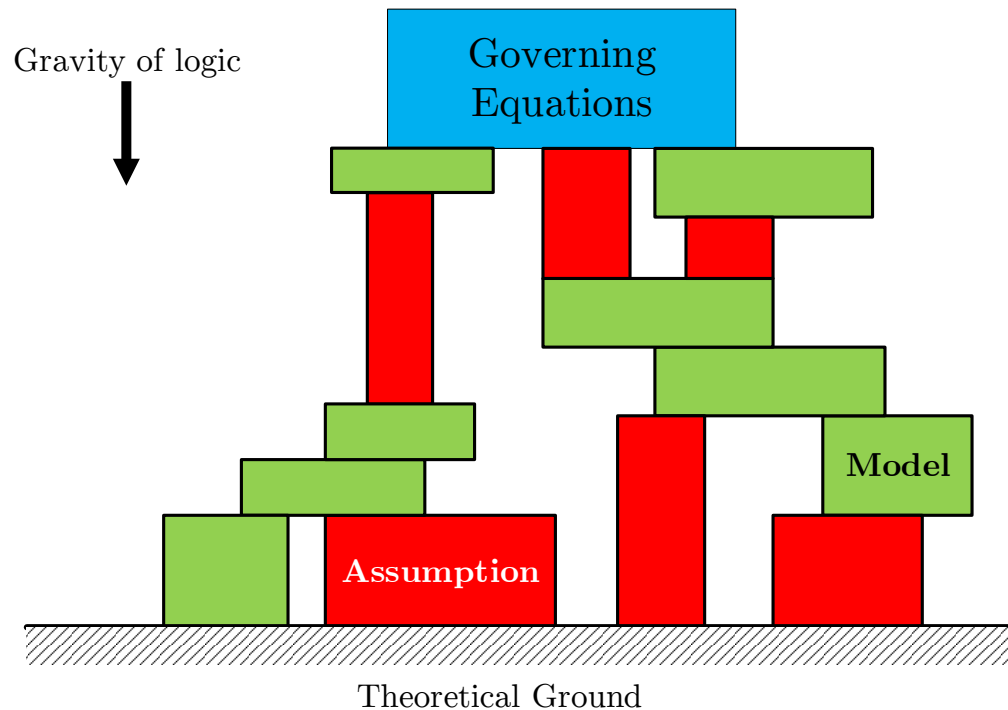 Gravity of logic
Governing
Equations
Model
Assumption
Theoretical Ground